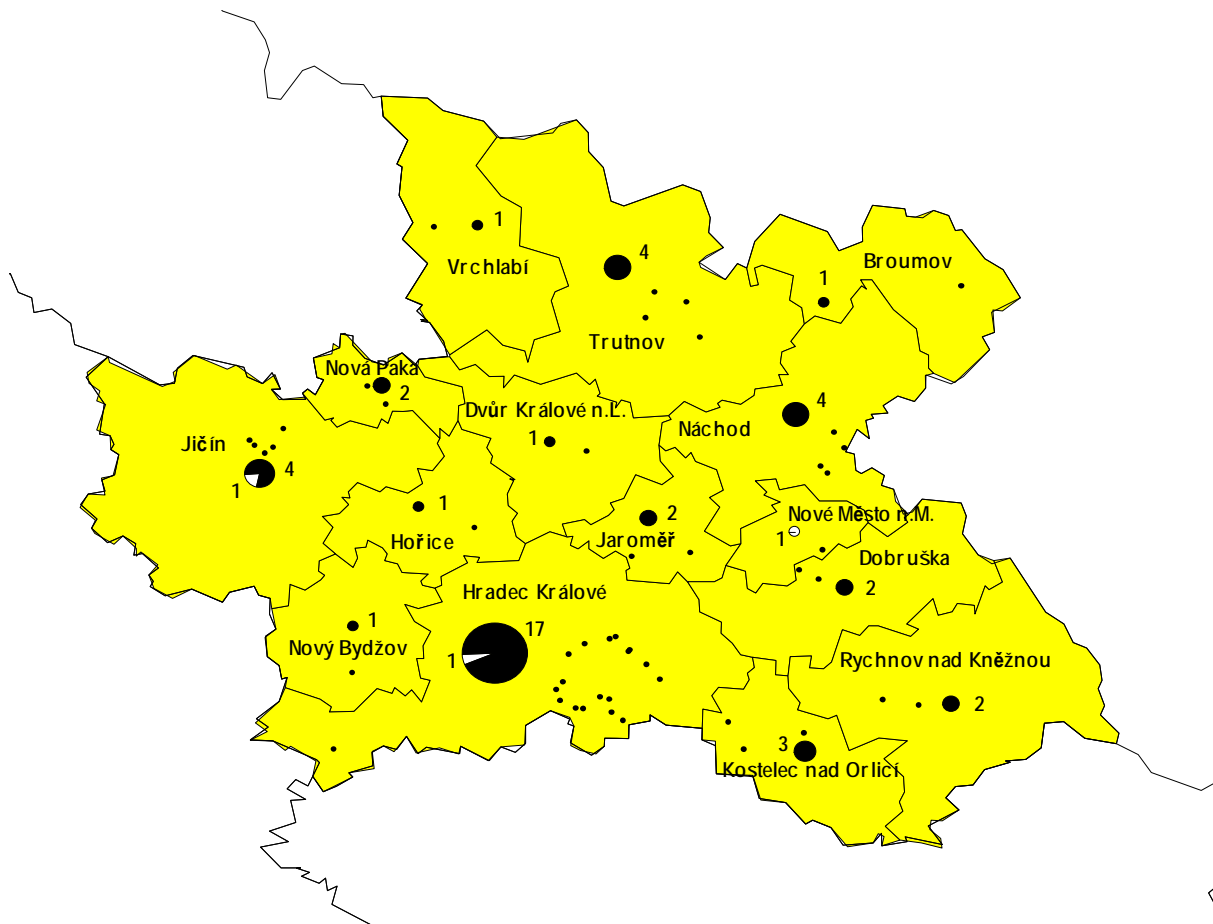 1
Vrchlabí
4
Trutnov
Broumov
1
Nová Paka
2
Dvůr Králové n.L.
1
Náchod
4
Jičín
4
1
1
Hořice
2
Jaroměř
Nové Město n.M.
1
Dobruška
2
Hradec Králové
17
1
1
Nový Bydžov
Rychnov nad Kněžnou
2
3
Kostelec nad Orlicí